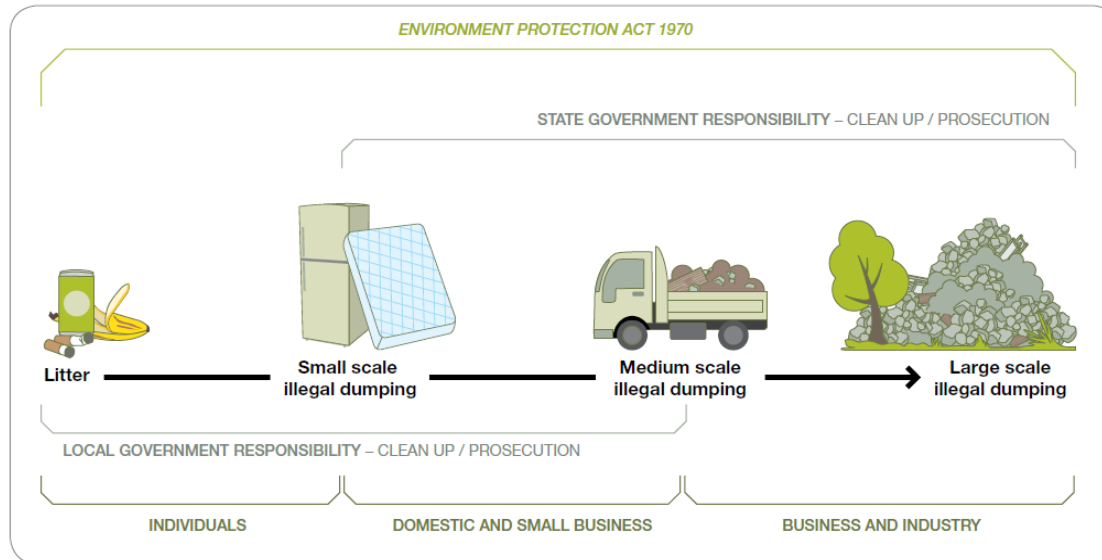 ENVIRONMENT PROTECTION ACT 1970
STATE GOVERNMENT RESPONSIBILITY – CLEAN UP / PROSECUTION
Litter
Small scale
illegal dumping
Medium scale
illegal dumping
Large scale
illegal dumping
LOCAL GOVERNMENT RESPONSIBILITY – CLEAN UP / PROSECUTION
INDIVIDUALS
DOMESTIC AND SMALL BUSINESS
BUSINESS AND INDUSTRY